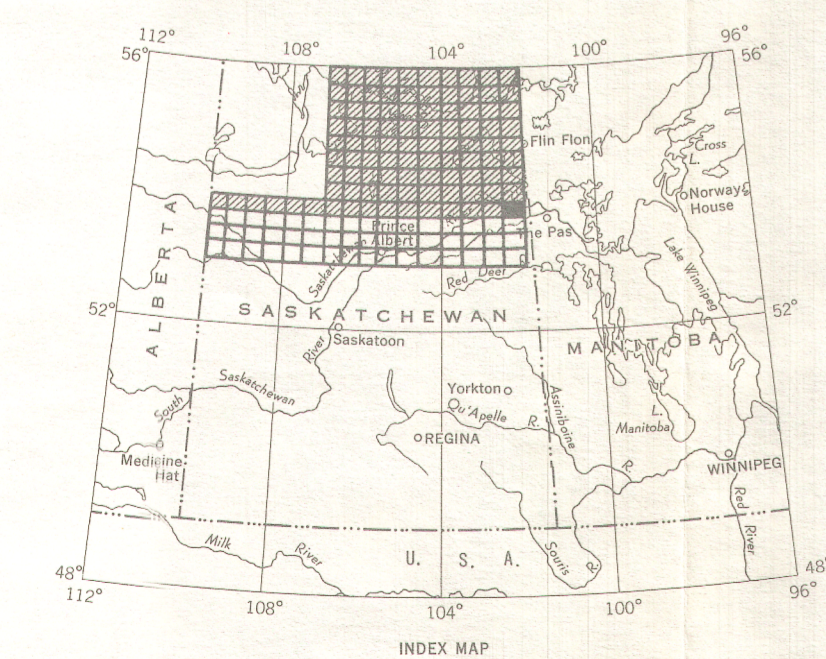 112°
108°
104°
100°
96°
56°
56°
Flin Flon
Cross
L.
Norway
House
Prince
Albert
The Pas
Saskatchewan
Red Deer
R.
Lake Winnipeg
ALBERTA
52°
SASKATCHEWAN
52°
MANITOBA
River
Saskatoon
South
Saskatchewan
Yorkton
Qu'Apelle
R.
Assiniboine
R.
L.
Manitoba
REGINA
Medicine
Hat
WINNIPEG
Red
River
Milk
River
U. S. A.
Souris
R.
48°
48°
112°
108°
104°
100°
96°
INDEX MAP